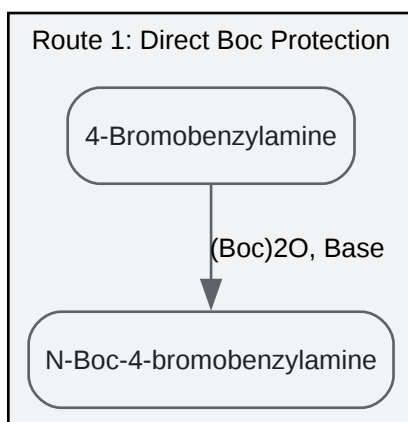 Route 1: Direct Boc Protection
4-Bromobenzylamine
(Boc)2O, Base
N-Boc-4-bromobenzylamine